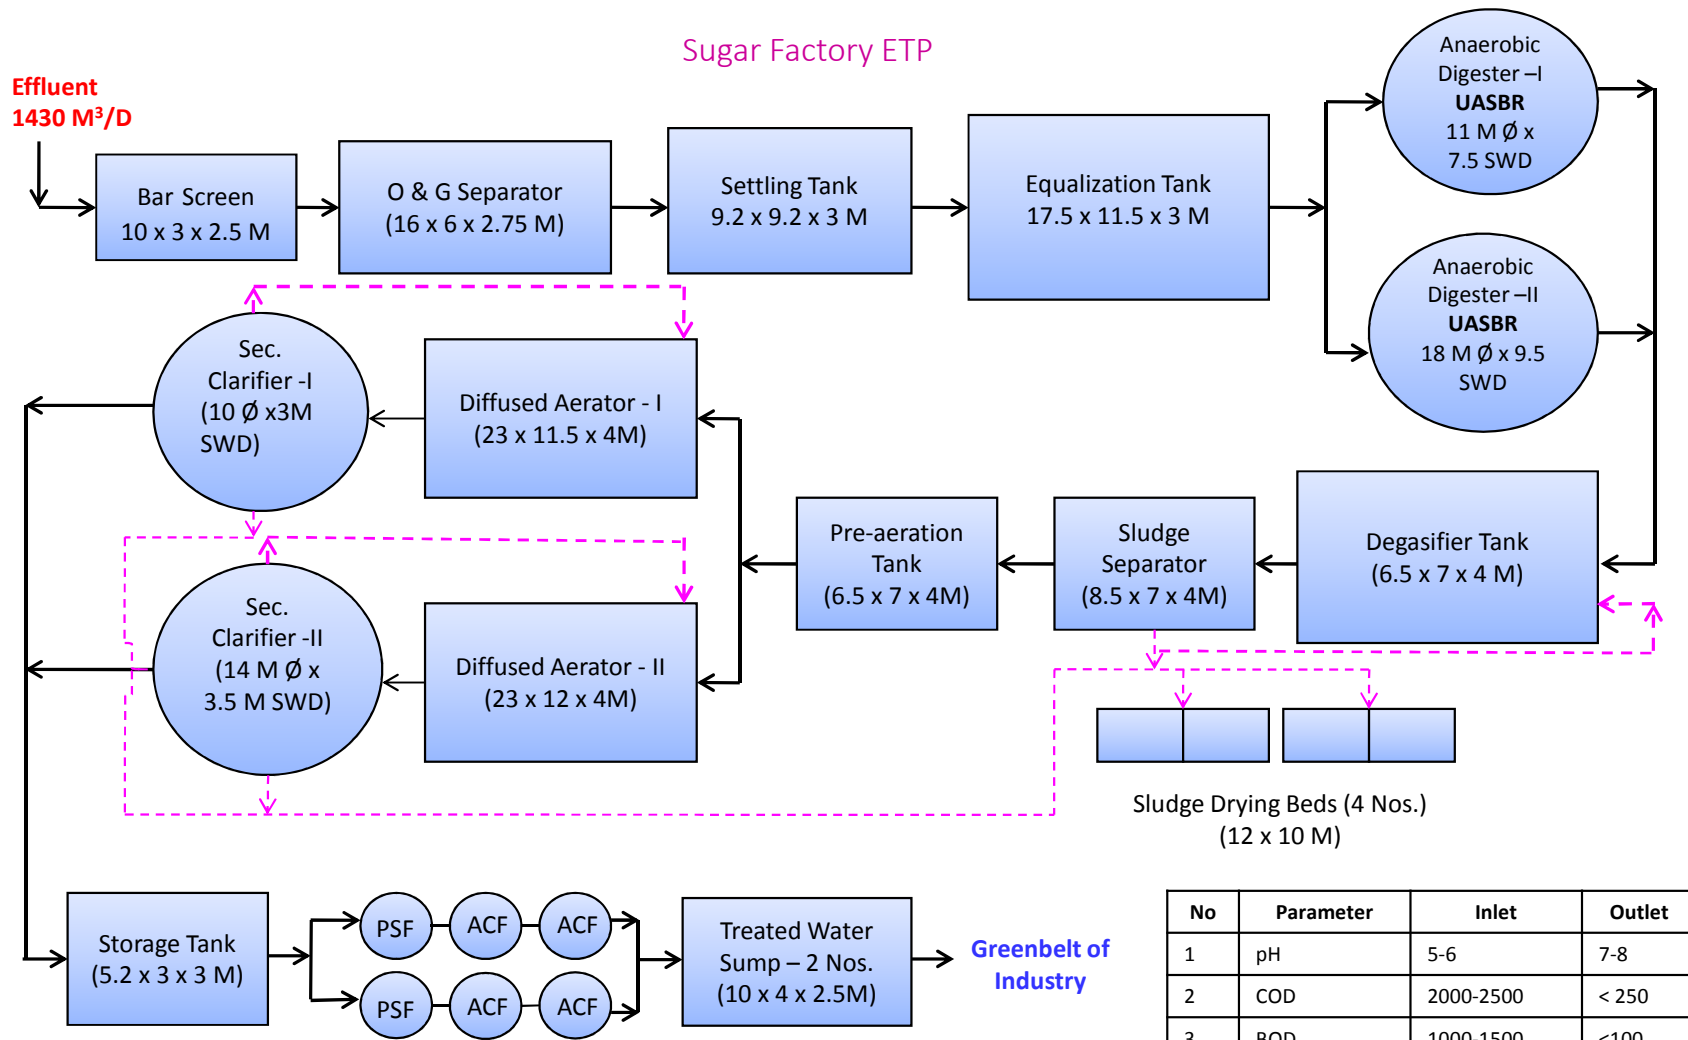 Sugar Factory ETP
Effluent
1430 M³/D
Bar Screen
10 x 3 x 2.5 M
O & G Separator
(16 x 6 x 2.75 M)
Settling Tank
9.2 x 9.2 x 3 M
Equalization Tank
17.5 x 11.5 x 3 M
Anaerobic
Digester –I
UASBR
11 M Ø x
7.5 SWD
Anaerobic
Digester –II
UASBR
18 M Ø x 9.5
SWD
Sec.
Clarifier -I
(10 Ø x3M
SWD)
Diffused Aerator - I
(23 x 11.5 x 4M)
Pre-aeration
Tank
(6.5 x 7 x 4M)
Sludge
Separator
(8.5 x 7 x 4M)
Degasifier Tank
(6.5 x 7 x 4 M)
Sec.
Clarifier -II
(14 M Ø x
3.5 M SWD)
Diffused Aerator - II
(23 x 12 x 4M)
Sludge Drying Beds (4 Nos.)
(12 x 10 M)
Storage Tank
(5.2 x 3 x 3 M)
PSF ACF ACF
PSF ACF ACF
Treated Water
Sump – 2 Nos.
(10 x 4 x 2.5M)
Greenbelt of
Industry
No Parameter Inlet Outlet
1 pH 5-6 7-8
2 COD 2000-2500 < 250
3 BOD 1000-1500 <100